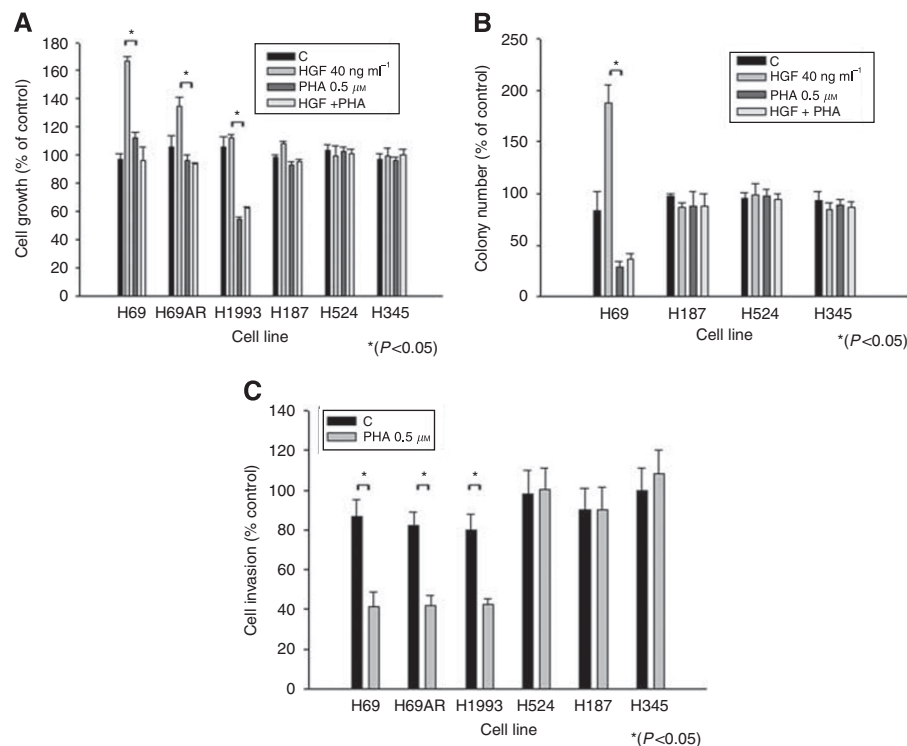 A
Cell growth (% of control)
180
160
140
120
100
80
60
40
20
0
*
*
*
C
HGF 40 ng ml⁻¹
PHA 0.5 μM
HGF +PHA
H69 H69AR H1993 H187 H524 H345
Cell line
*(P<0.05)
B
Colony number (% of control)
250
200
150
100
50
0
*
C
HGF 40 ng ml⁻¹
PHA 0.5 μM
HGF + PHA
H69 H187 H524 H345
Cell line
*(P<0.05)
C
Cell invasion (% control)
140
120
100
80
60
40
20
0
C
PHA 0.5 μM
*
*
*
H69 H69AR H1993 H524 H187 H345
Cell line
*(P<0.05)